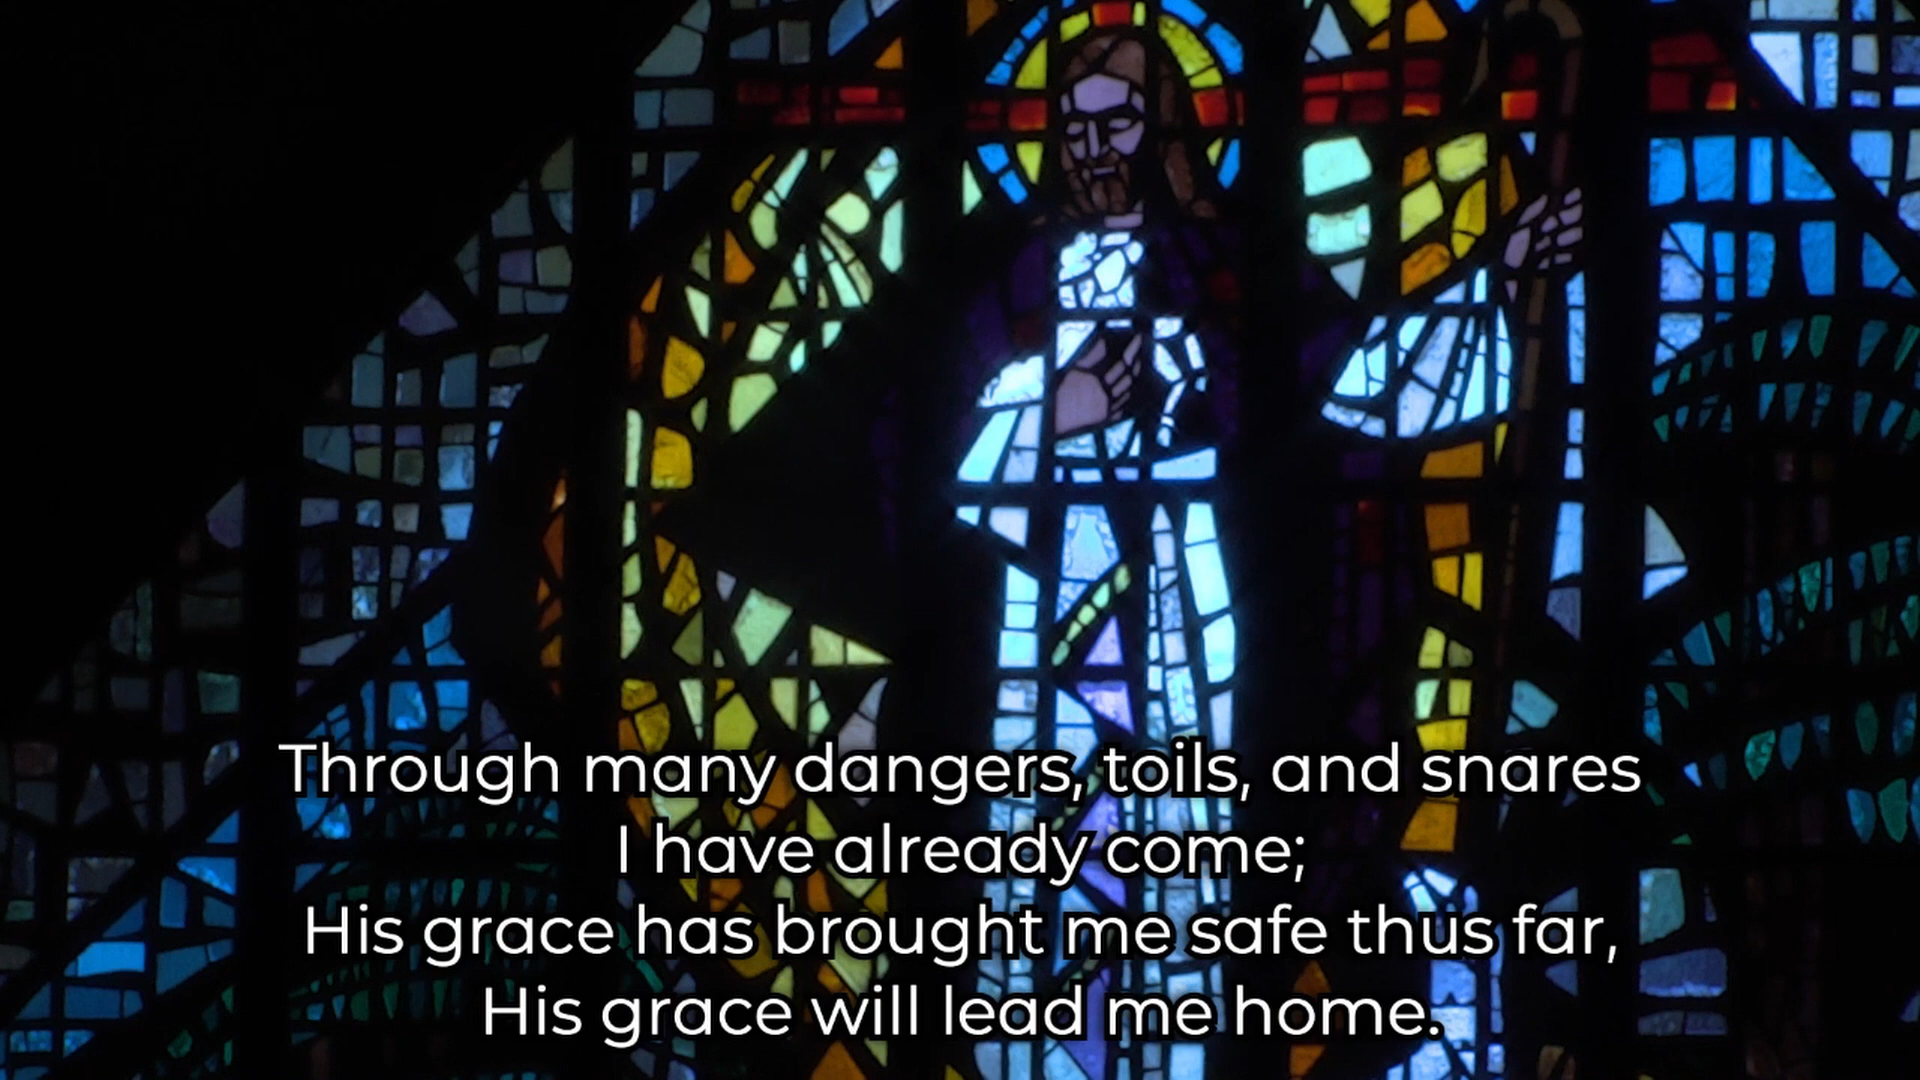 Through many dangers, toils, and snares
I have already come;
His grace has brought me safe thus far,
His grace will lead me home.